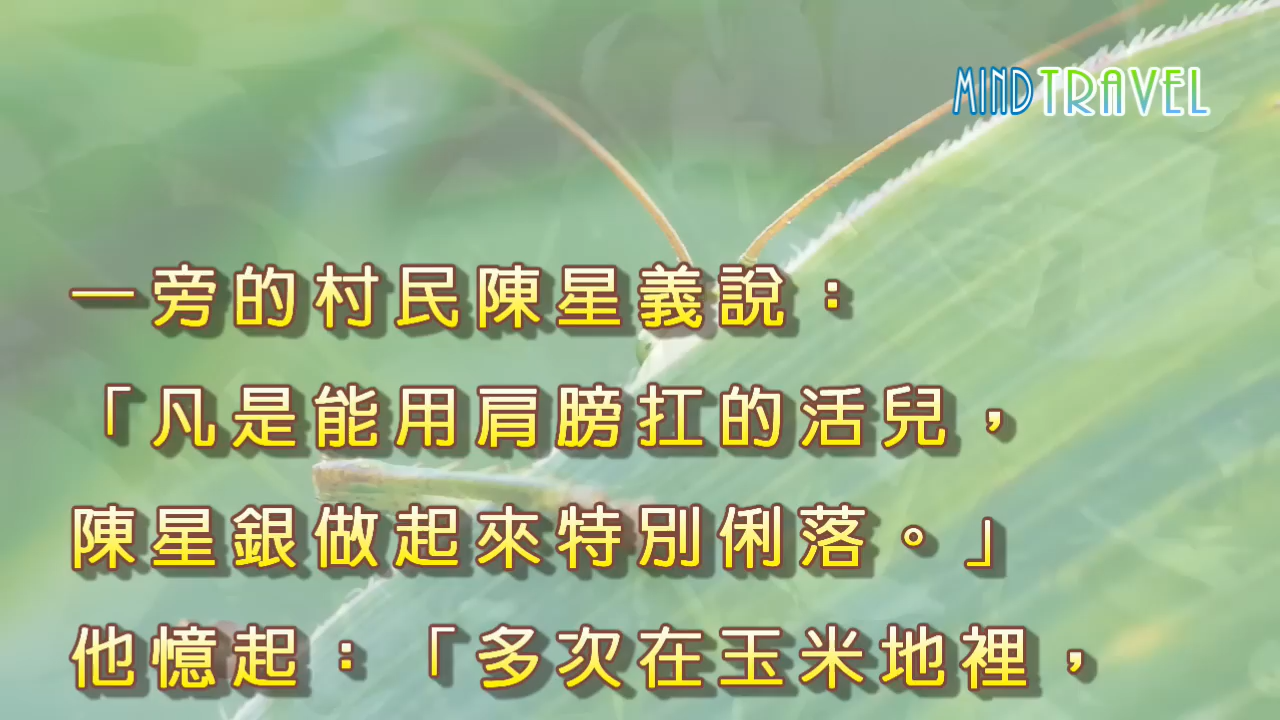 MINDTRAVEL
一旁的村民陳星義說：
「凡是能用肩膀扛的活兒，
陳星銀做起來特別俐落。」
他憶起：「多次在玉米地裡，